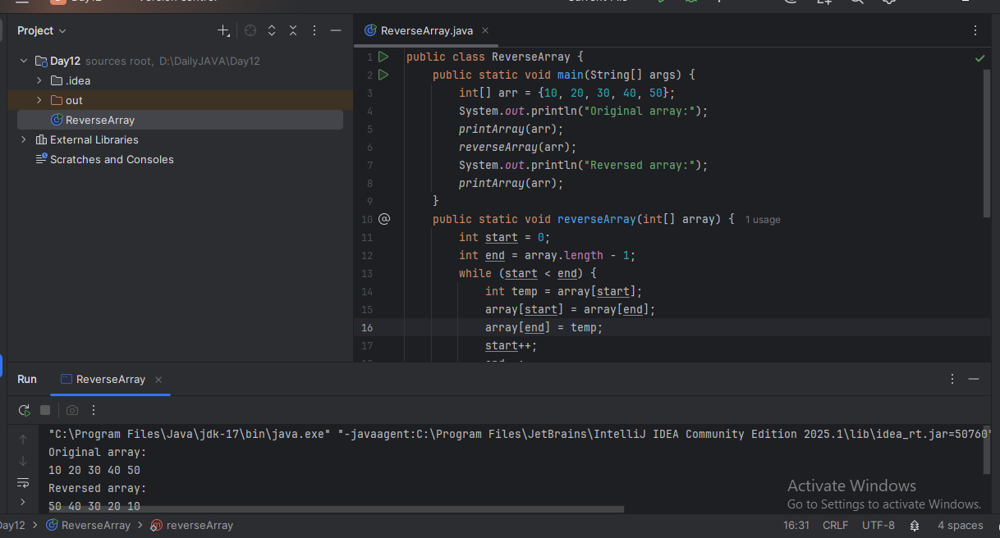 Project
Day12 sources root, D:\DailyJAVA\Day12
.idea
out
ReverseArray
External Libraries
Scratches and Consoles
ReverseArray.java
1 public class ReverseArray {
2 public static void main(String[] args) {
3 int[] arr = {10, 20, 30, 40, 50};
4 System.out.println("Original array:");
5 printArray(arr);
6 reverseArray(arr);
7 System.out.println("Reversed array:");
8 printArray(arr);
9 }
10 public static void reverseArray(int[] array) { 1 usage
11 int start = 0;
12 int end = array.length - 1;
13 while (start < end) {
14 int temp = array[start];
15 array[start] = array[end];
16 array[end] = temp;
17 start++;
Run
ReverseArray
"C:\Program Files\Java\jdk-17\bin\java.exe" "-javaagent:C:\Program Files\JetBrains\IntelliJ IDEA Community Edition 2025.1\lib\idea_rt.jar=50760"
Original array:
10 20 30 40 50
Reversed array:
50 40 30 20 10
Activate Windows
Go to Settings to activate Windows.
Day12 > ReverseArray > reverseArray
16:31 CRLF UTF-8 4 spaces